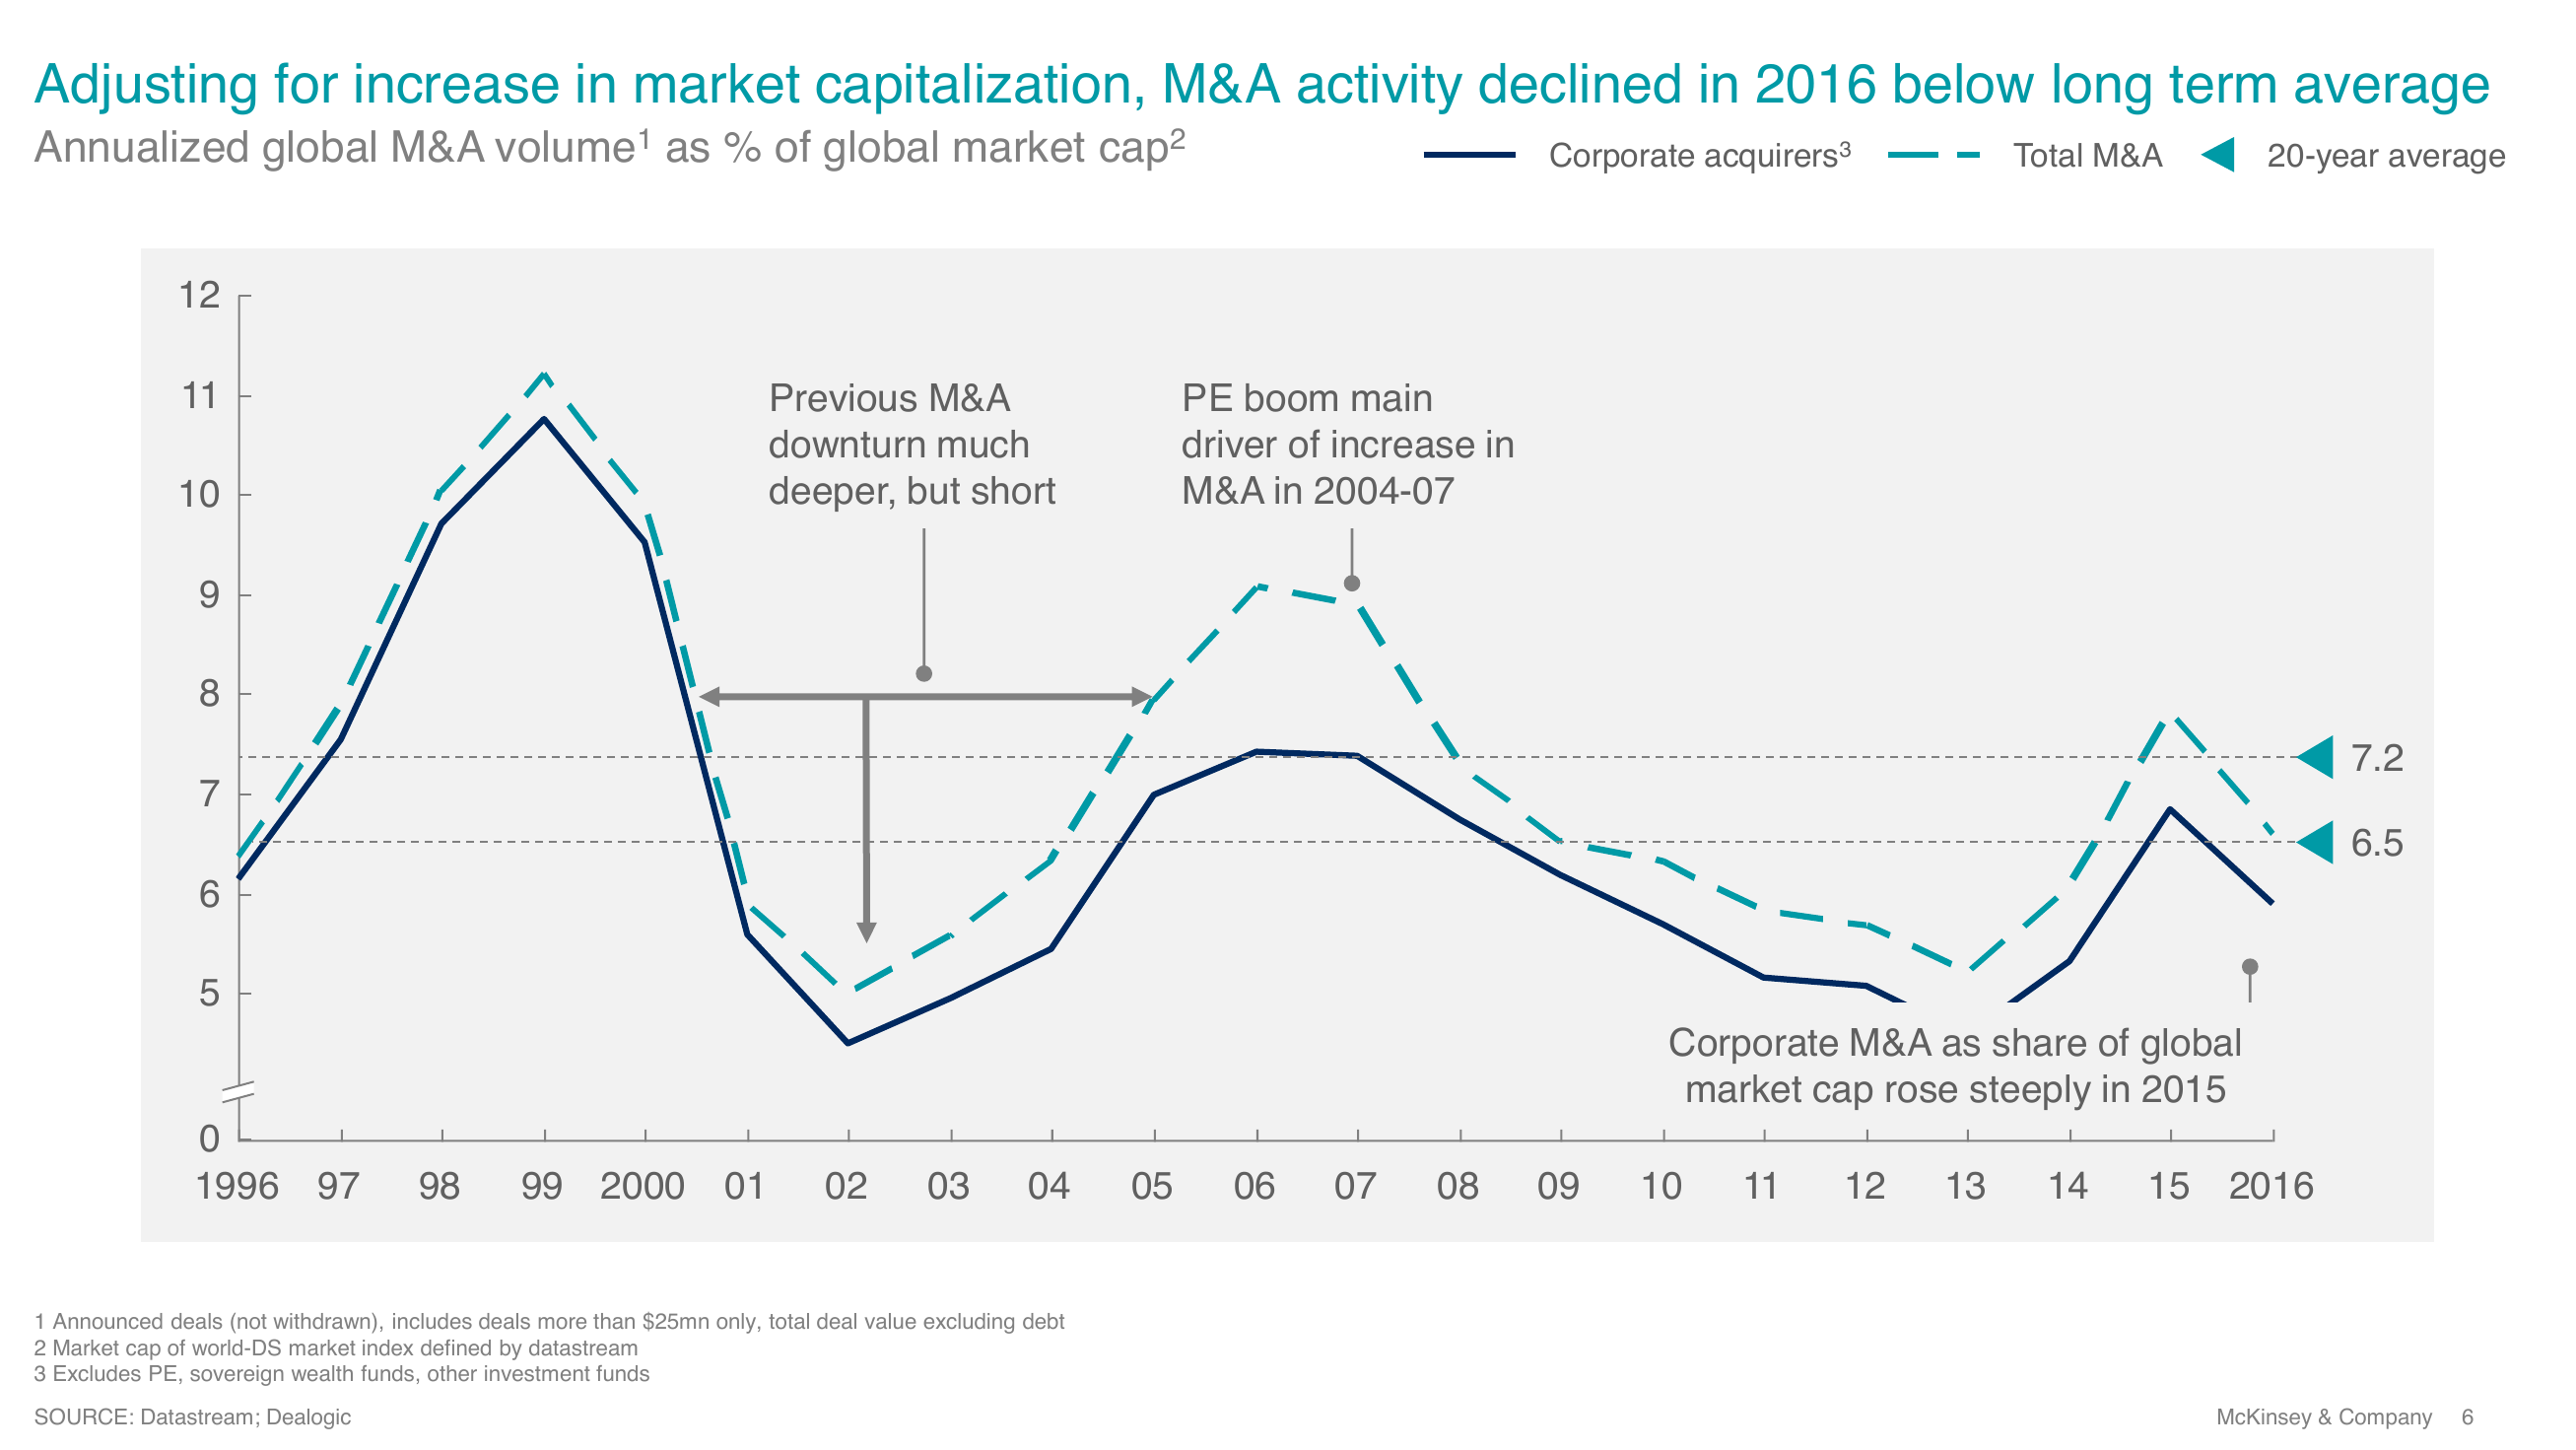 Adjusting for increase in market capitalization, M&A activity declined in 2016 below long term average
Annualized global M&A volume¹ as % of global market cap²
Corporate acquirers³
Total M&A
20-year average
12
11
10
9
8
7
6
5
0
Previous M&A
downturn much
deeper, but short
PE boom main
driver of increase in
M&A in 2004-07
7.2
6.5
Corporate M&A as share of global
market cap rose steeply in 2015
1996 97 98 99 2000 01 02 03 04 05 06 07 08 09 10 11 12 13 14 15 2016
1 Announced deals (not withdrawn), includes deals more than $25mn only, total deal value excluding debt
2 Market cap of world-DS market index defined by datastream
3 Excludes PE, sovereign wealth funds, other investment funds
SOURCE: Datastream; Dealogic
McKinsey & Company 6